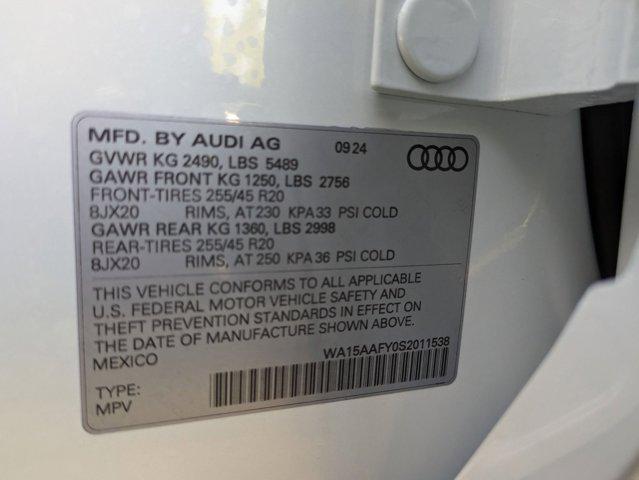 MFD. BY AUDI AG 09 24
GVWR KG 2490, LBS 5489
GAWR FRONT KG 1250, LBS 2756
FRONT-TIRES 255/45 R20
8JX20 RIMS, AT 230 KPA 33 PSI COLD
GAWR REAR KG 1360, LBS 2998
REAR-TIRES 255/45 R20
8JX20 RIMS, AT 250 KPA 36 PSI COLD
THIS VEHICLE CONFORMS TO ALL APPLICABLE
U.S. FEDERAL MOTOR VEHICLE SAFETY AND
THEFT PREVENTION STANDARDS IN EFFECT ON
THE DATE OF MANUFACTURE SHOWN ABOVE.
MEXICO
WA15AAFY0S2011538
TYPE:
MPV